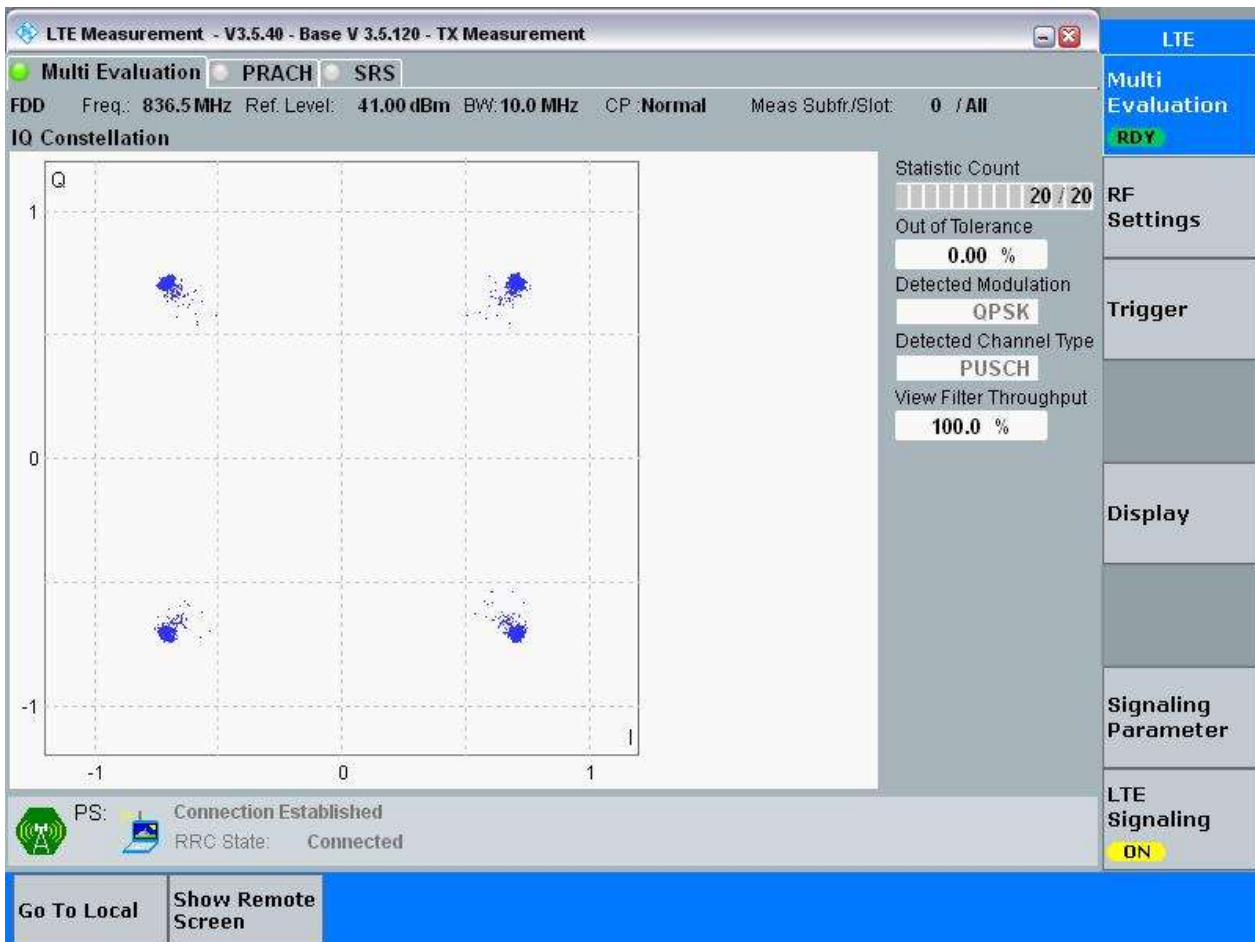 LTE Measurement - V3.5.40 - Base V 3.5.120 - TX Measurement
Multi Evaluation PRACH SRS
FDD Freq.: 836.5 MHz Ref. Level: 41.00 dBm BW: 10.0 MHz CP :Normal Meas Subfr./Slot: 0 / All
IQ Constellation
Q
1
0
-1
I
-1 0 1
Statistic Count
20 / 20
Out of Tolerance
0.00 %
Detected Modulation
QPSK
Detected Channel Type
PUSCH
View Filter Throughput
100.0 %
PS: Connection Established
RRC State: Connected
LTE
Multi
Evaluation
RDY
RF
Settings
Trigger
Display
Signaling
Parameter
LTE
Signaling
ON
Go To Local
Show Remote
Screen